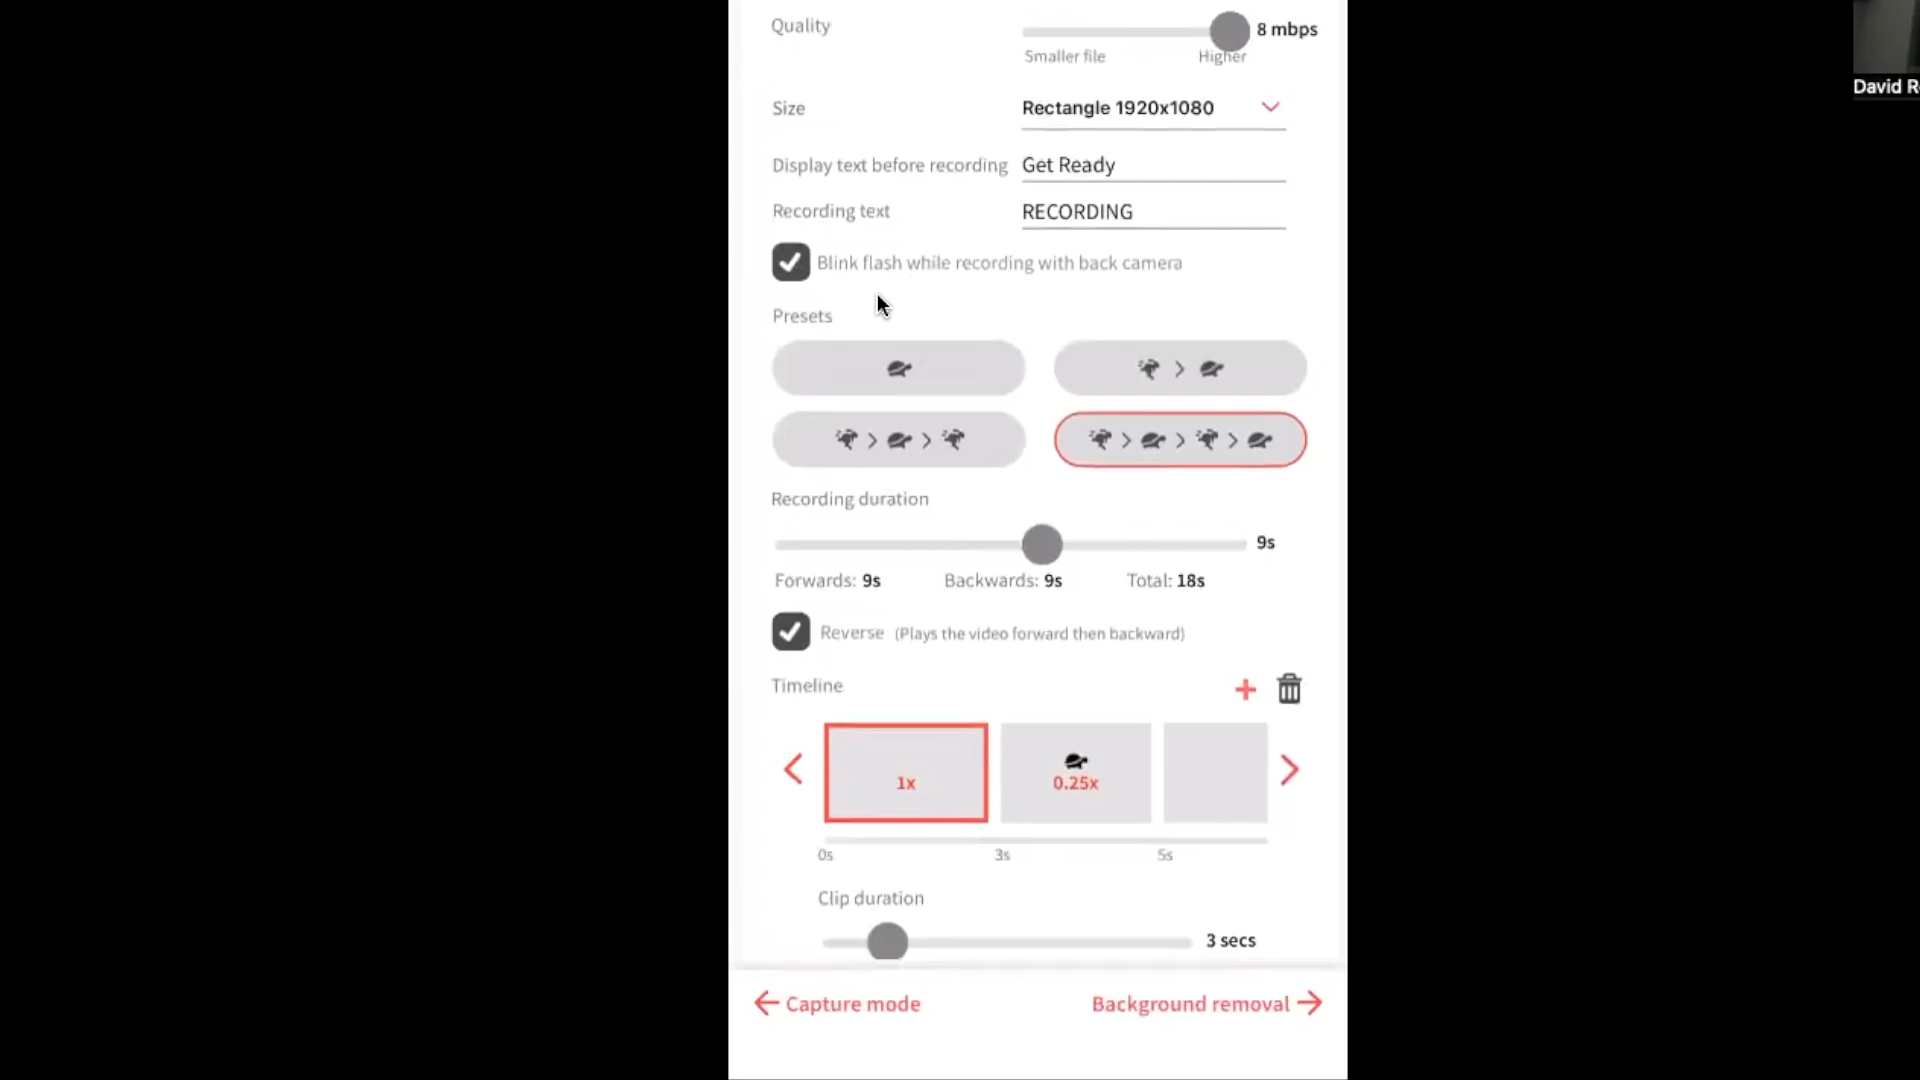 Quality
8 mbps
Smaller file Higher
David R
Size Rectangle 1920x1080
Display text before recording Get Ready
Recording text RECORDING
Blink flash while recording with back camera
Presets
Recording duration
9s
Forwards: 9s Backwards: 9s Total: 18s
Reverse (Plays the video forward then backward)
Timeline
1x 0.25x
0s 3s 5s
Clip duration
3 secs
Capture mode Background removal